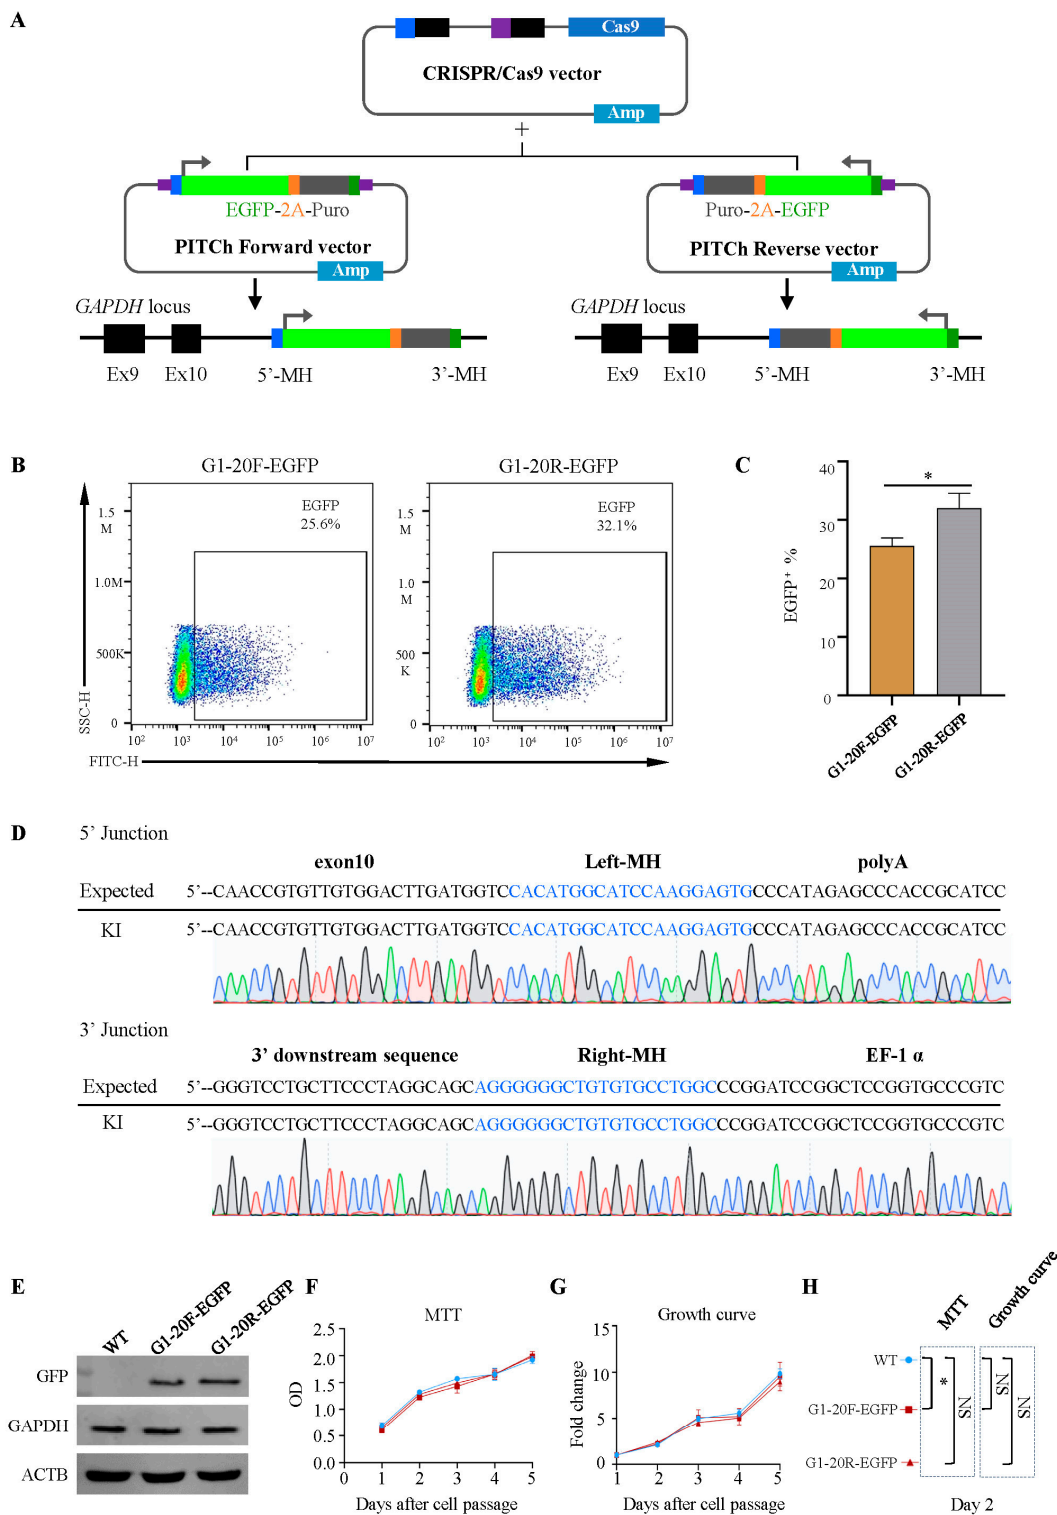 A
Cas9
CRISPR/Cas9 vector
Amp
+
EGFP-2A-Puro
PITCh Forward vector
Amp
Puro-2A-EGFP
PITCh Reverse vector
Amp
GAPDH locus
Ex9 Ex10 5’-MH 3’-MH
GAPDH locus
Ex9 Ex10 5’-MH 3’-MH
B
G1-20F-EGFP
EGFP
25.6%
1.5
M
1.0M
500K
0
10² 10³ 10⁴ 10⁵ 10⁶ 10⁷
G1-20R-EGFP
EGFP
32.1%
1.5
M
1.0
M
500
K
0
10² 10³ 10⁴ 10⁵ 10⁶ 10⁷
SSC-H
FITC-H
C
EGFP⁺ %
40
30
20
10
0
*
G1-20F-EGFP
G1-20R-EGFP
D
5’ Junction
exon10 Left-MH polyA
Expected 5’--CAACCGTGTTGTGGACTTGATGGTCCACATGGCATCCAAGGAGTGCCCATAGAGCCCACCGCATCC
KI 5’--CAACCGTGTTGTGGACTTGATGGTCCACATGGCATCCAAGGAGTGCCCATAGAGCCCACCGCATCC
3’ Junction
3’ downstream sequence Right-MH EF-1 α
Expected 5’--GGGTCCTGCTTCCCTAGGCAGCAGGGGGGCTGTGTGCCTGGCCCGGATCCGGCTCCGGTGCCCGTC
KI 5’--GGGTCCTGCTTCCCTAGGCAGCAGGGGGGCTGTGTGCCTGGCCCGGATCCGGCTCCGGTGCCCGTC
E
WT G1-20F-EGFP G1-20R-EGFP
GFP
GAPDH
ACTB
F
MTT
OD
2.5
2.0
1.5
1.0
0.5
0.0
0 1 2 3 4 5
Days after cell passage
G
Growth curve
Fold change
15
10
5
0
1 2 3 4 5
Days after cell passage
H
MTT Growth curve
WT
G1-20F-EGFP
G1-20R-EGFP
* NS NS NS
Day 2